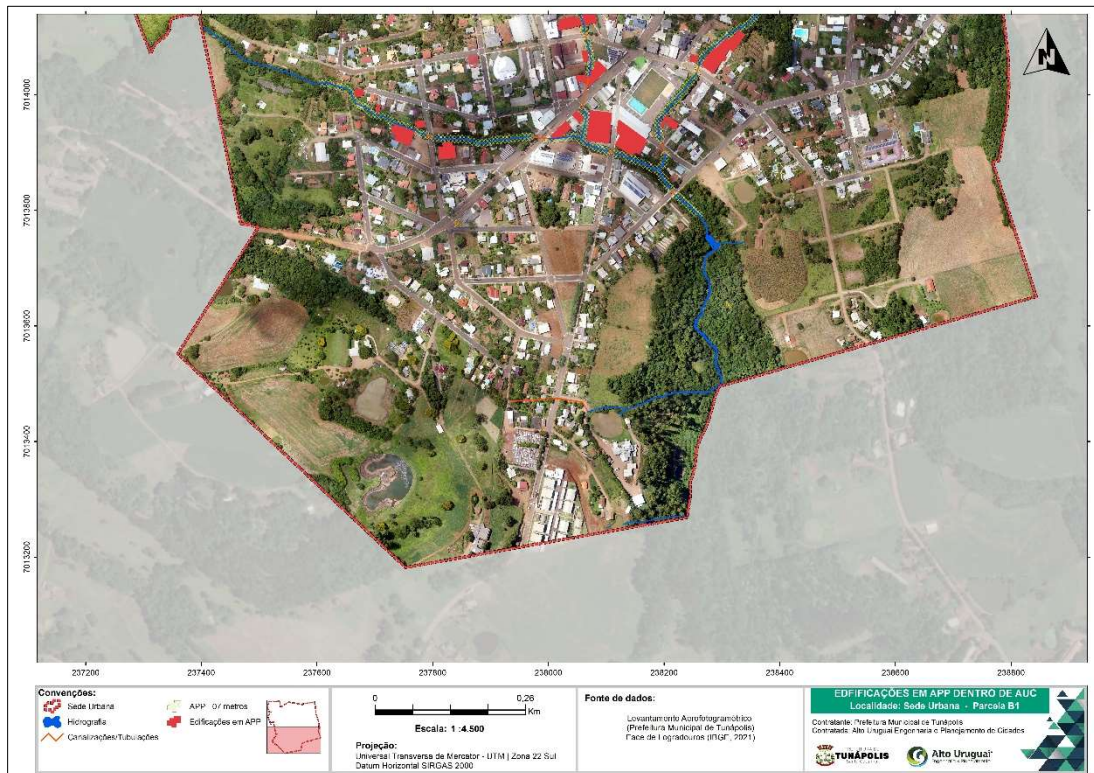 N
7014000
7013800
7013600
7013400
7013200
237200 237400 237600 237800 238000 238200 238400 238600 238800
Convenções:
Sede Urbana
Hidrografia
Canalizações/Tubulações
APP 07 metros
Edificações em APP
0 0,26
Km
Escala: 1:4.500
Projeção:
Universal Transversa de Mercator - UTM | Zona 22 Sul
Datum Horizontal SIRGAS 2000
Fonte de dados:
Levantamento Aerofotogramétrico
(Prefeitura Municipal de Tunápolis)
Face de Logradouros (IBGE, 2021)
EDFIFICAÇÕES EM APP DENTRO DE AUC
Localidade: Sede Urbana - Parcela B1
Contratante: Prefeitura Municipal de Tunápolis
Contratada: Alto Uruguai Engenharia e Planejamento de Cidades
TUNÁPOLIS
Alto Uruguai